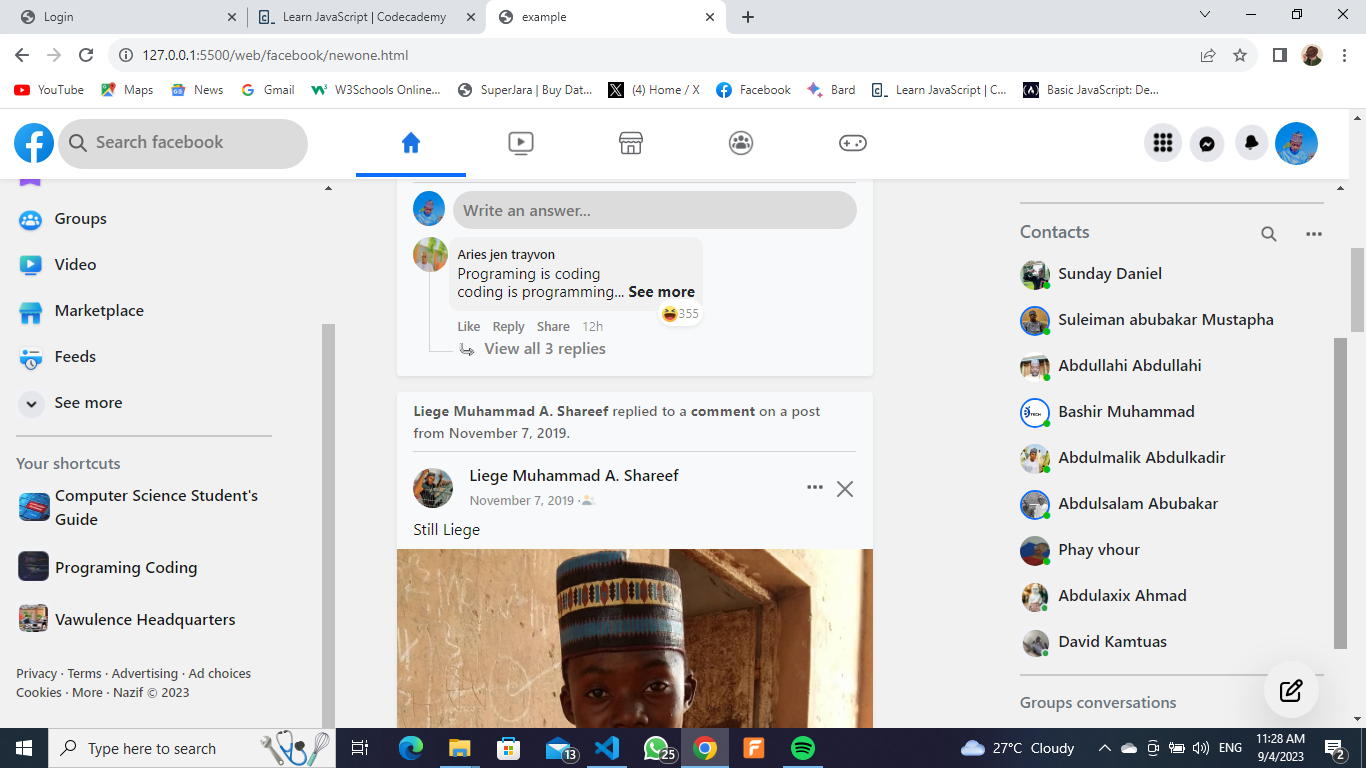 Login
Learn JavaScript | Codecademy
example
127.0.0.1:5500/web/facebook/newone.html
YouTube
Maps
News
Gmail
W3Schools Online...
SuperJara | Buy Dat...
(4) Home / X
Facebook
Bard
Learn JavaScript | C...
Basic JavaScript: De...
Search facebook
Groups
Video
Marketplace
Feeds
See more
Your shortcuts
Computer Science Student's
Guide
Programing Coding
Vawulence Headquarters
Privacy · Terms · Advertising · Ad choices
Cookies · More · Nazif © 2023
Write an answer...
Aries jen trayvon
Programing is coding
coding is programming... See more
355
Like Reply Share 12h
View all 3 replies
Liege Muhammad A. Shareef replied to a comment on a post
from November 7, 2019.
Liege Muhammad A. Shareef
November 7, 2019 ·
Still Liege
Contacts
Sunday Daniel
Suleiman abubakar Mustapha
Abdullahi Abdullahi
Bashir Muhammad
Abdulmalik Abdulkadir
Abdulsalam Abubakar
Phay vhour
Abdulaxix Ahmad
David Kamtuas
Groups conversations
Type here to search
13
25
27°C Cloudy
ENG
11:28 AM
9/4/2023
2